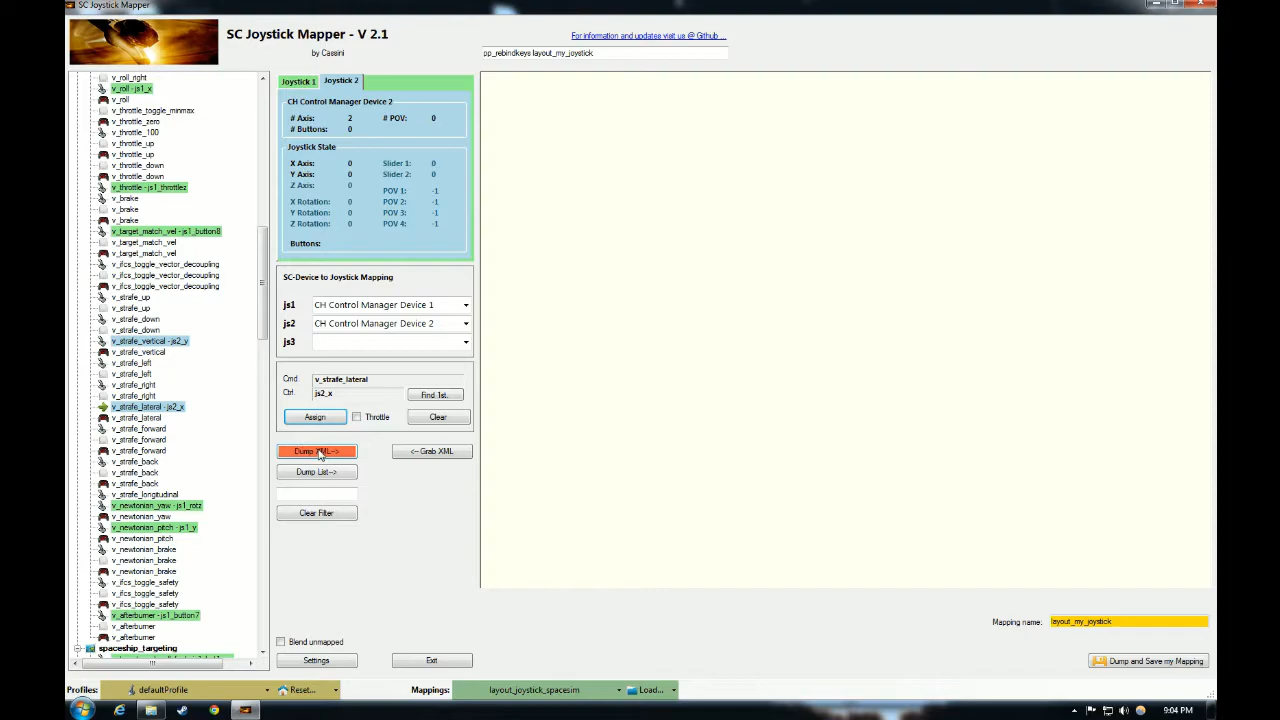 SC Joystick Mapper
SC Joystick Mapper - V 2.1
by Cassini
For information and updates visit us @ Github ...
pp_rebindkeys layout_my_joystick
v_roll_right
v_roll - js1_x
v_roll
v_throttle_toggle_minmax
v_throttle_zero
v_throttle_100
v_throttle_up
v_throttle_up
v_throttle_down
v_throttle_down
v_throttle - js1_throttlez
v_brake
v_brake
v_brake
v_target_match_vel - js1_button8
v_target_match_vel
v_target_match_vel
v_ifcs_toggle_vector_decoupling
v_ifcs_toggle_vector_decoupling
v_ifcs_toggle_vector_decoupling
v_strafe_up
v_strafe_up
v_strafe_down
v_strafe_down
v_strafe_vertical - js2_y
v_strafe_vertical
v_strafe_left
v_strafe_left
v_strafe_right
v_strafe_right
v_strafe_lateral - js2_x
v_strafe_lateral
v_strafe_forward
v_strafe_forward
v_strafe_forward
v_strafe_back
v_strafe_back
v_strafe_back
v_strafe_longitudinal
v_newtonian_yaw - js1_rotz
v_newtonian_yaw
v_newtonian_pitch - js1_y
v_newtonian_pitch
v_newtonian_brake
v_newtonian_brake
v_newtonian_brake
v_ifcs_toggle_safety
v_ifcs_toggle_safety
v_ifcs_toggle_safety
v_afterburner - js1_button7
v_afterburner
v_afterburner
spaceship_targeting
Joystick 1 Joystick 2
CH Control Manager Device 2
# Axis: 2 # POV: 0
# Buttons: 0
Joystick State
X Axis: 0 Slider 1: 0
Y Axis: 0 Slider 2: 0
Z Axis: 0
POV 1: -1
X Rotation: 0 POV 2: -1
Y Rotation: 0 POV 3: -1
Z Rotation: 0 POV 4: -1
Buttons:
SC-Device to Joystick Mapping
js1 CH Control Manager Device 1
js2 CH Control Manager Device 2
js3
Cmd. v_strafe_lateral
Ctrl. js2_x Find 1st.
Assign Throttle Clear
Dump XML--> <-- Grab XML
Dump List-->
Clear Filter
Blend unmapped
Settings Exit
Mapping name: layout_my_joystick
Dump and Save my Mapping
Profiles: defaultProfile Reset... Mappings: layout_joystick_spacesim Load...
9:04 PM